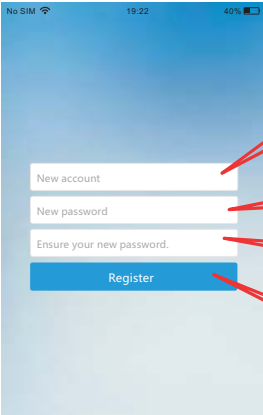 No SIM 19:22 40%
New account
New password
Ensure your new password.
Register